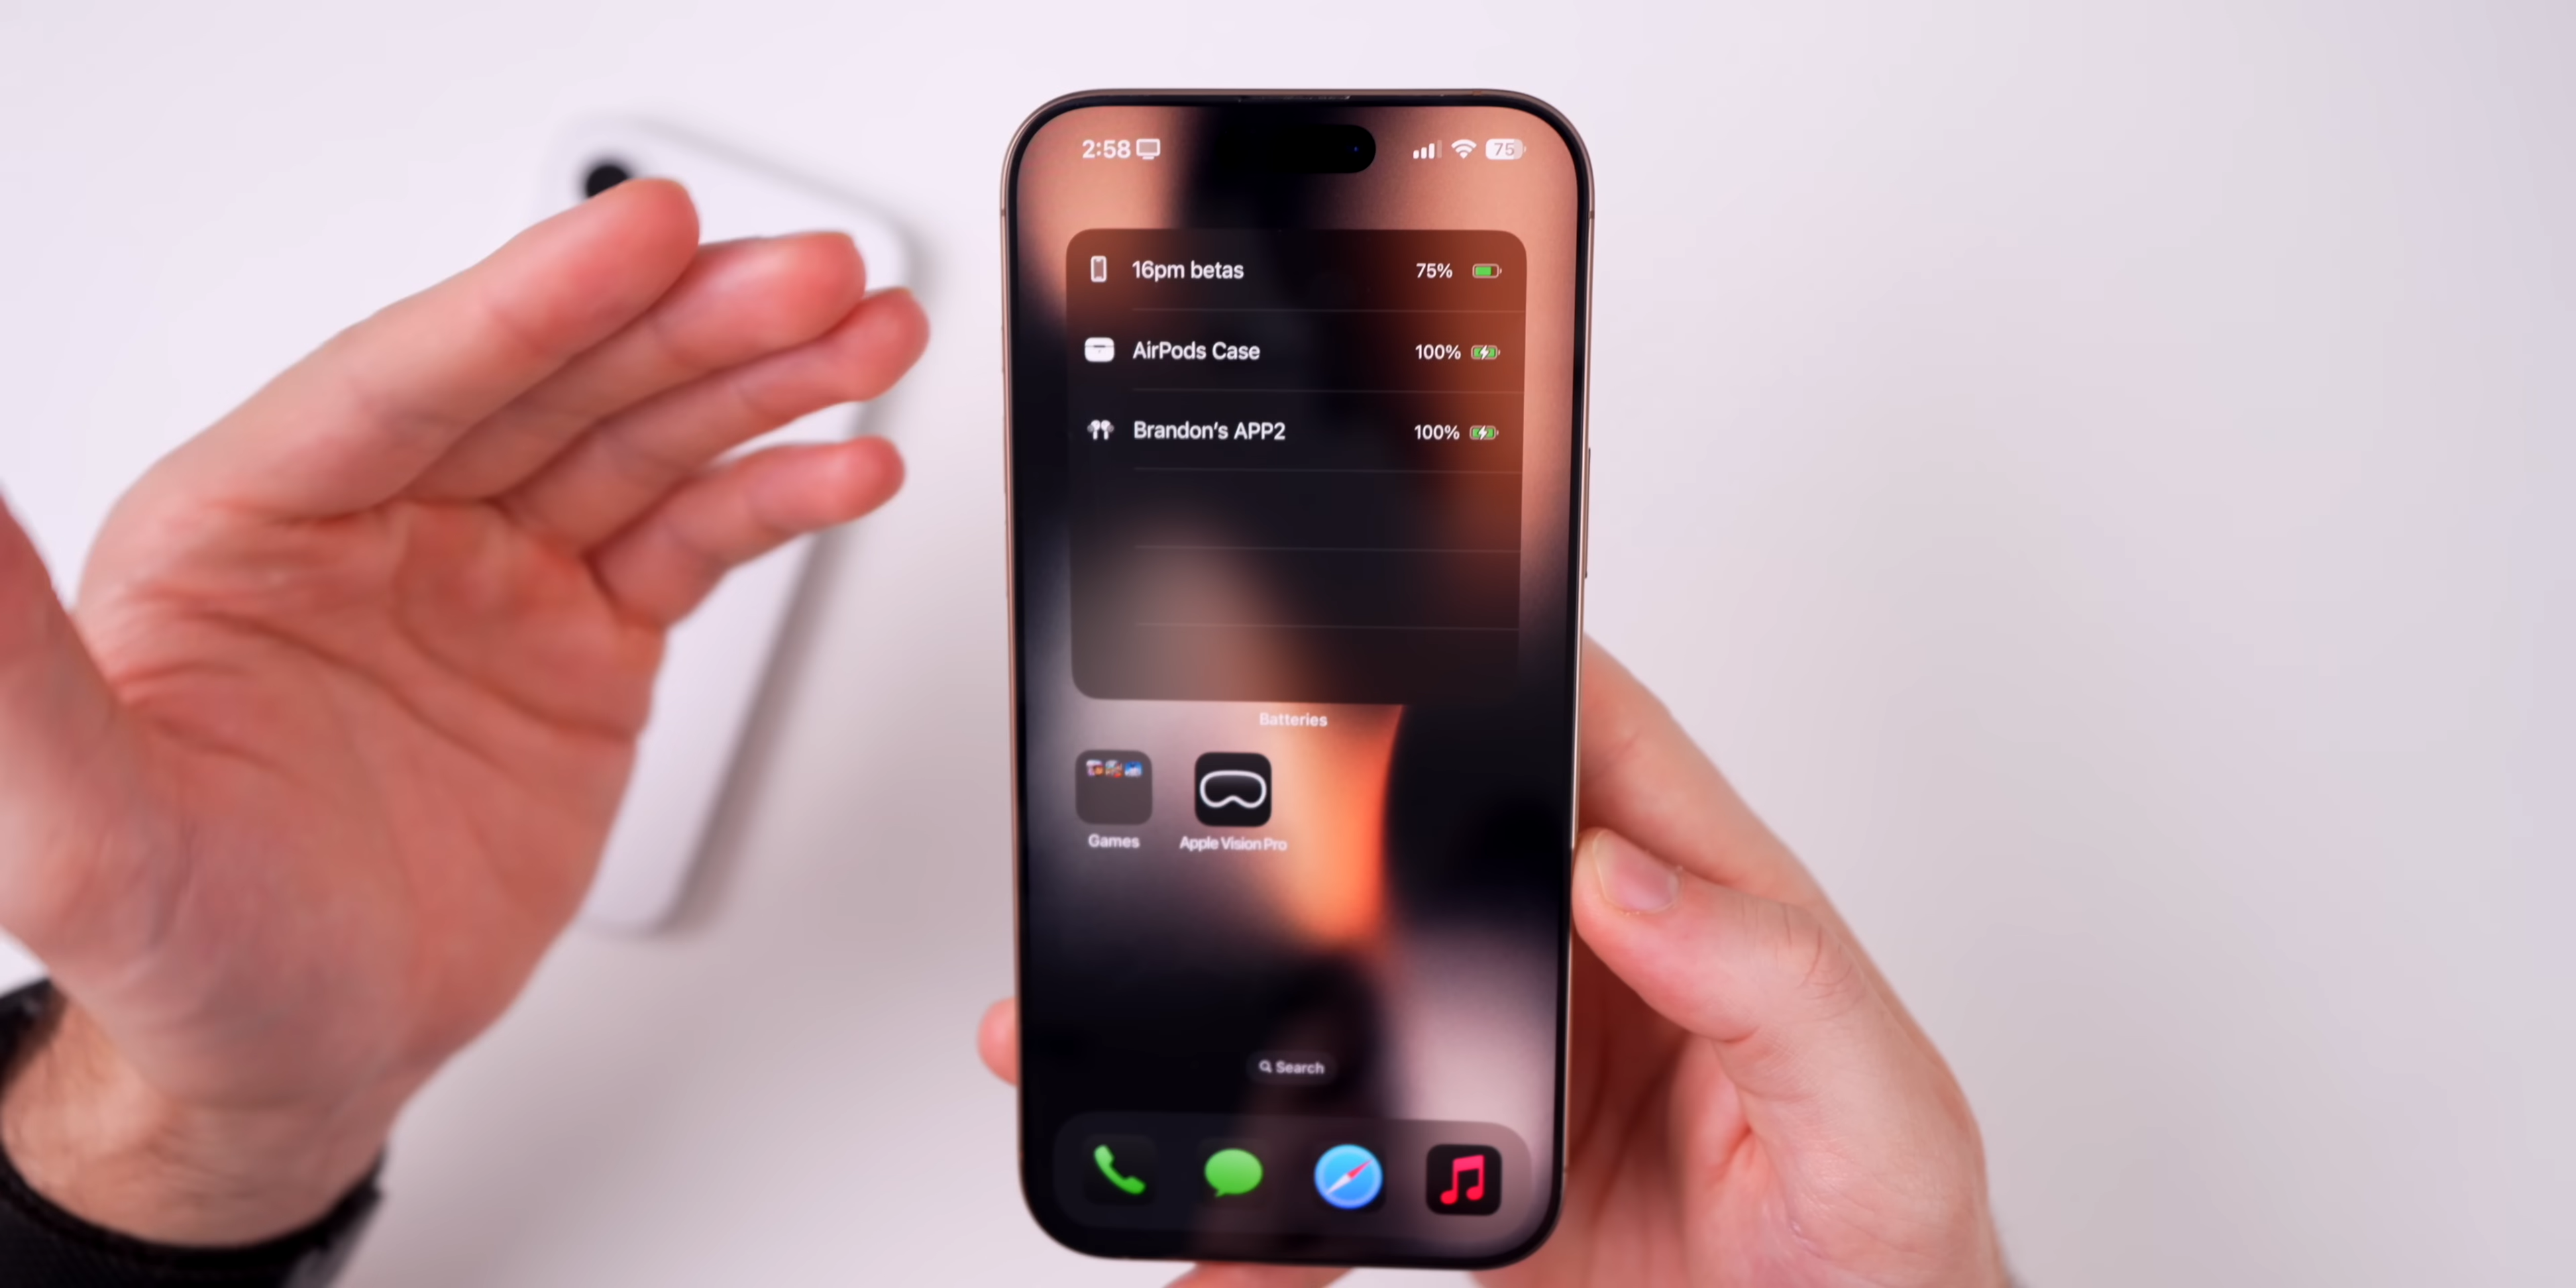 2:58 75
16pm betas 75%
AirPods Case 100%
Brandon's APP2 100%
Batteries
Games Apple Vision Pro
Search